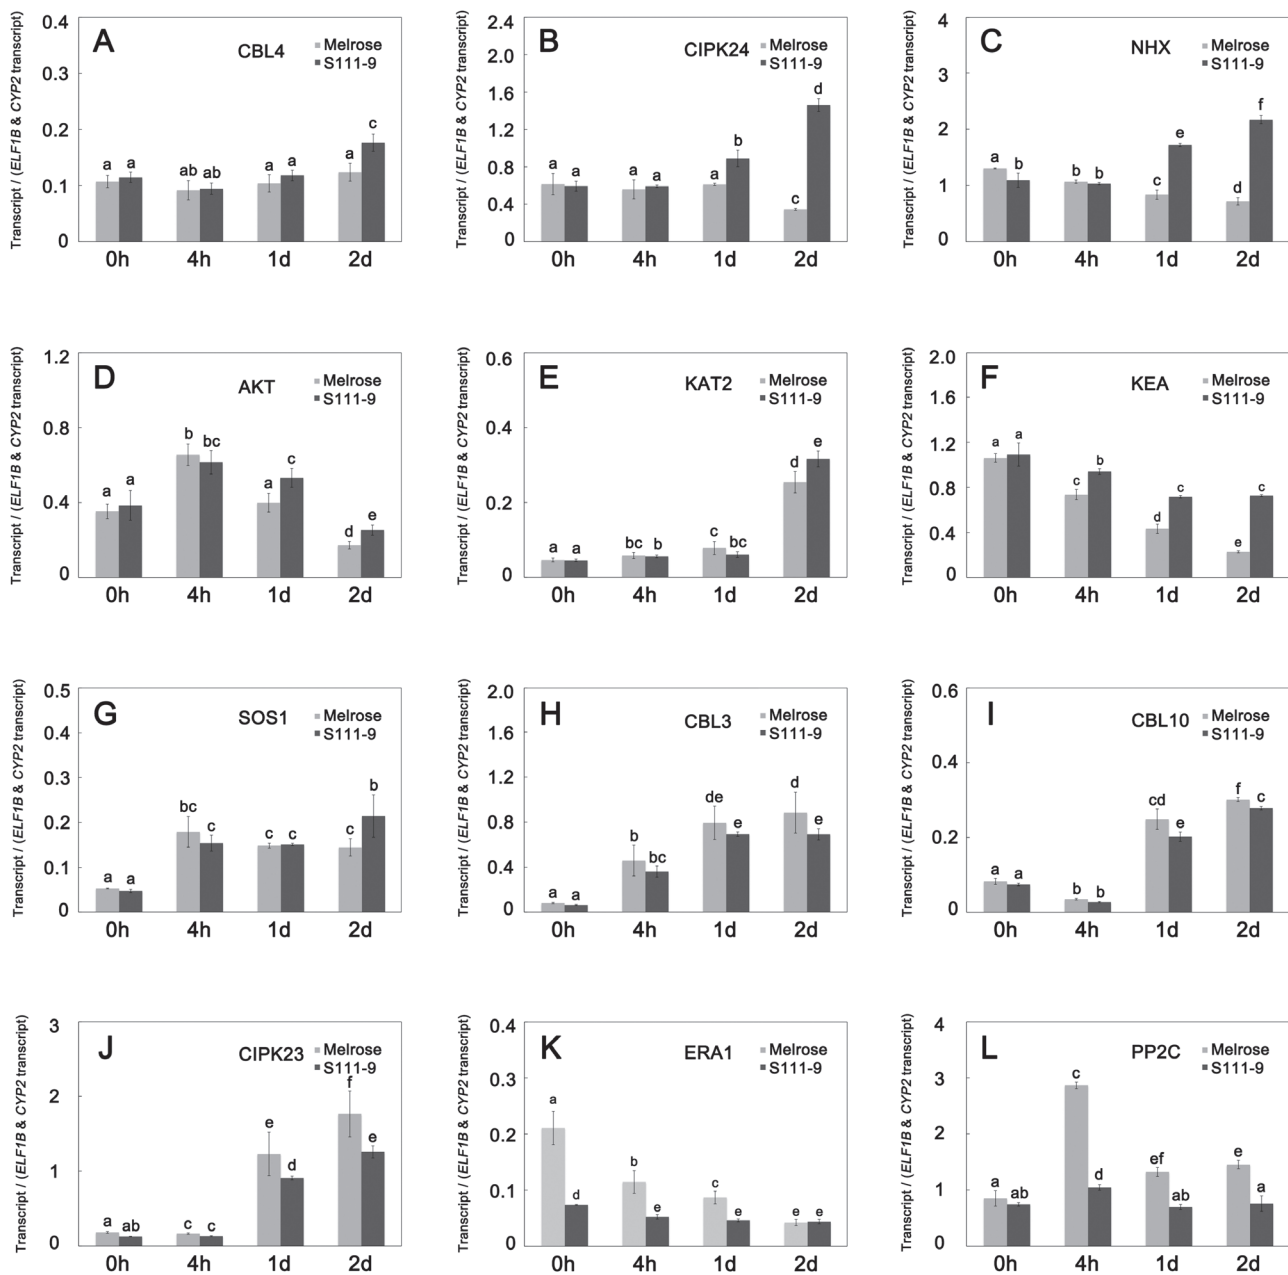 A
CBL4
Melrose
S111-9
Transcript / (ELF1B & CYP2 transcript)
0.4
0.3
0.2
0.1
0
a a ab ab a a a c
0h 4h 1d 2d
B
CIPK24
Melrose
S111-9
Transcript / (ELF1B & CYP2 transcript)
2.4
2.0
1.6
1.2
0.8
0.4
0
a a a a a b c d
0h 4h 1d 2d
C
NHX
Melrose
S111-9
Transcript / (ELF1B & CYP2 transcript)
4
3
2
1
0
a b b b c e d f
0h 4h 1d 2d
D
AKT
Melrose
S111-9
Transcript / (ELF1B & CYP2 transcript)
1.2
0.8
0.4
0
a a b bc a c d e
0h 4h 1d 2d
E
KAT2
Melrose
S111-9
Transcript / (ELF1B & CYP2 transcript)
0.6
0.4
0.2
0
a a bc b c bc d e
0h 4h 1d 2d
F
KEA
Melrose
S111-9
Transcript / (ELF1B & CYP2 transcript)
2.0
1.6
1.2
0.8
0.4
0
a a c b d c e c
0h 4h 1d 2d
G
SOS1
Melrose
S111-9
Transcript / (ELF1B & CYP2 transcript)
0.5
0.4
0.3
0.2
0.1
0
a a bc c c c c b
0h 4h 1d 2d
H
CBL3
Melrose
S111-9
Transcript / (ELF1B & CYP2 transcript)
2.0
1.6
1.2
0.8
0.4
0
a a b bc de e d e
0h 4h 1d 2d
I
CBL10
Melrose
S111-9
Transcript / (ELF1B & CYP2 transcript)
0.6
0.4
0.2
0
a a b b cd e f c
0h 4h 1d 2d
J
CIPK23
Melrose
S111-9
Transcript / (ELF1B & CYP2 transcript)
3
2
1
0
a ab c c e d f e
0h 4h 1d 2d
K
ERA1
Melrose
S111-9
Transcript / (ELF1B & CYP2 transcript)
0.4
0.3
0.2
0.1
0
a d b e c e e e
0h 4h 1d 2d
L
PP2C
Melrose
S111-9
Transcript / (ELF1B & CYP2 transcript)
4
3
2
1
0
a ab c d ef ab e a
0h 4h 1d 2d